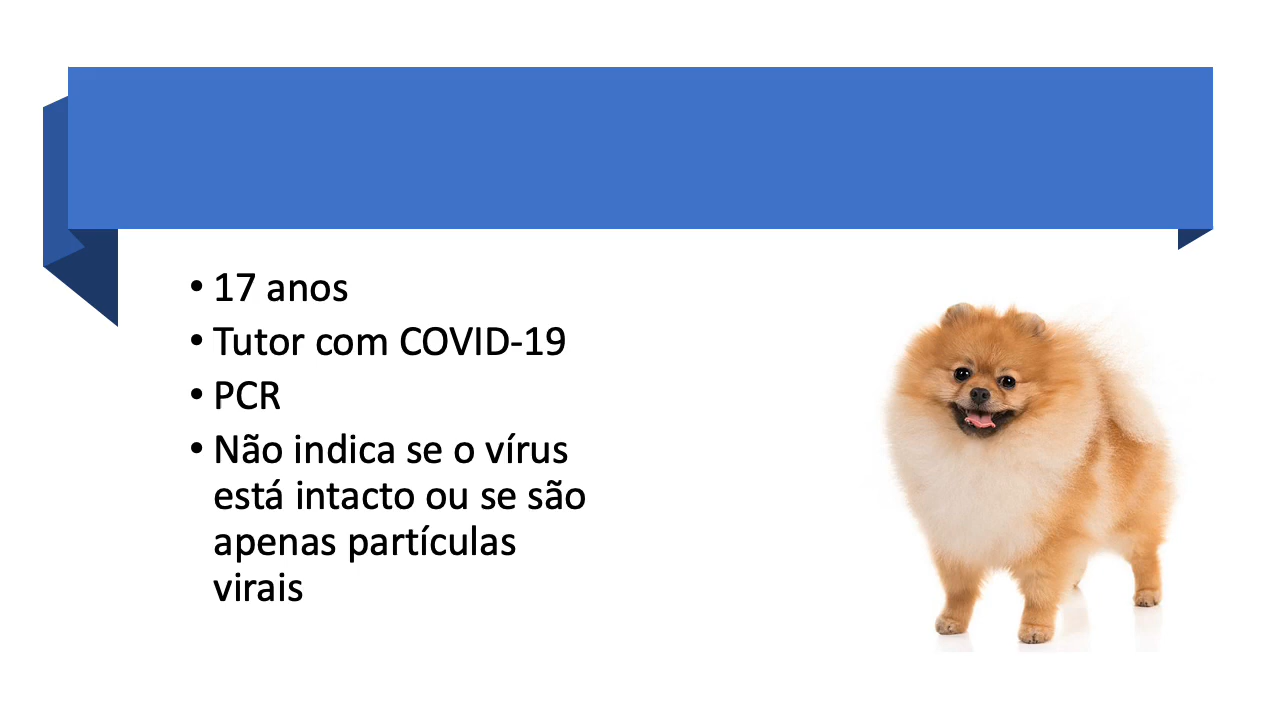 • 17 anos
• Tutor com COVID-19
• PCR
• Não indica se o vírus
está intacto ou se são
apenas partículas
virais